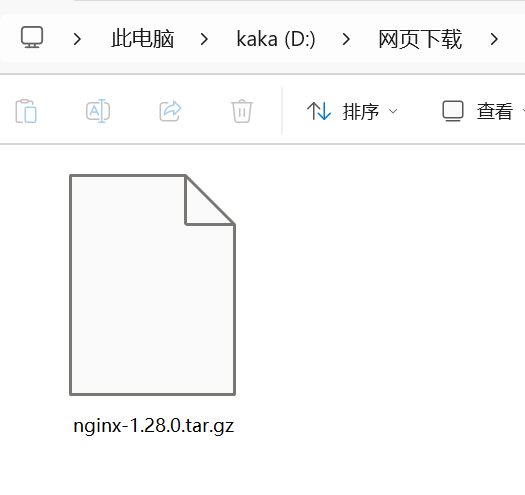 此电脑 kaka (D:) 网页下载
排序 查看
nginx-1.28.0.tar.gz